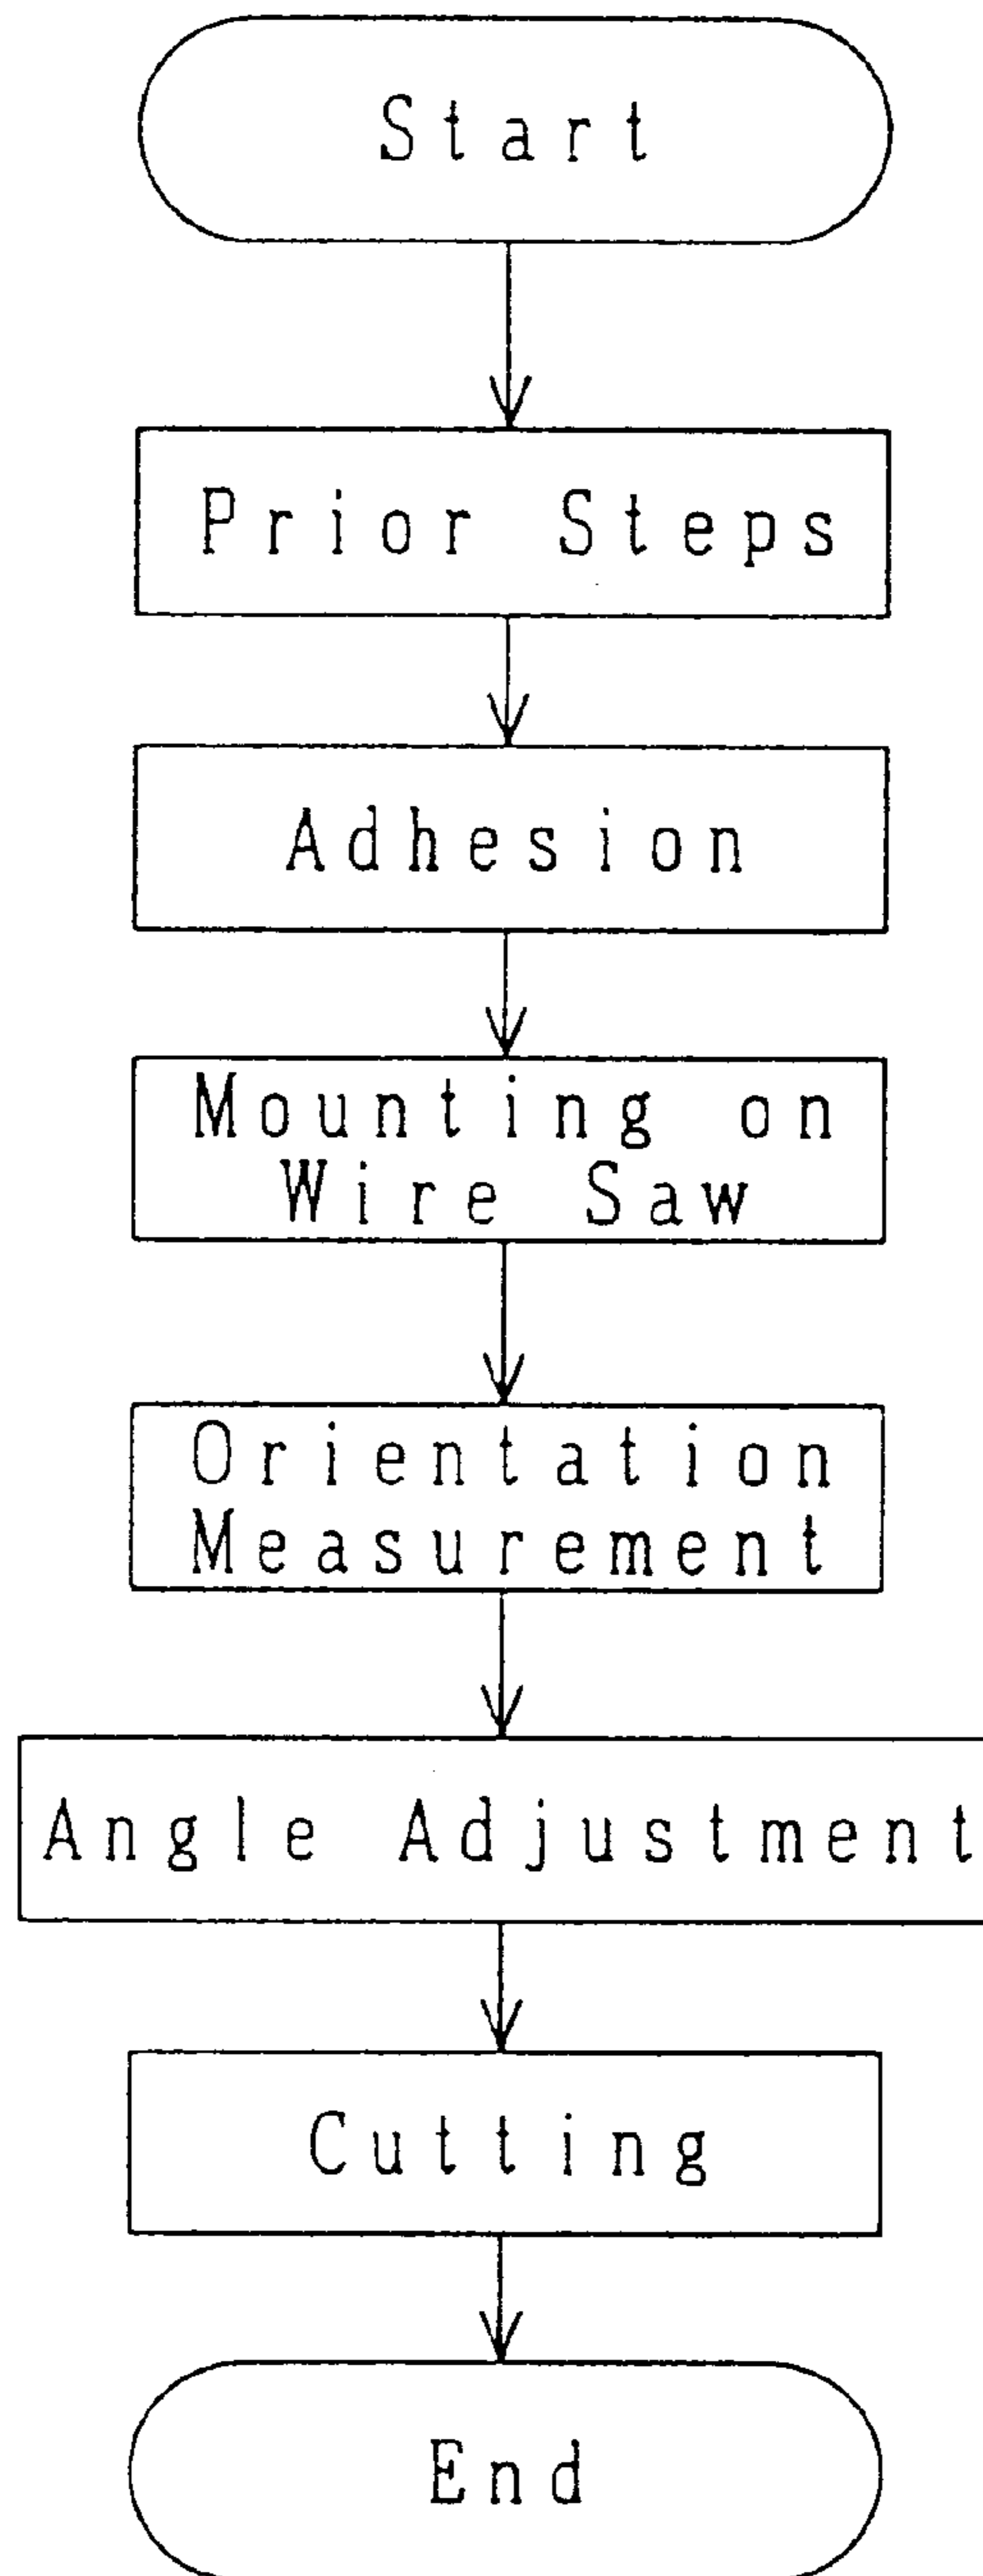 Start
Prior Steps
Adhesion
Mounting on
Wire Saw
Orientation
Measurement
Angle Adjustment
Cutting
End